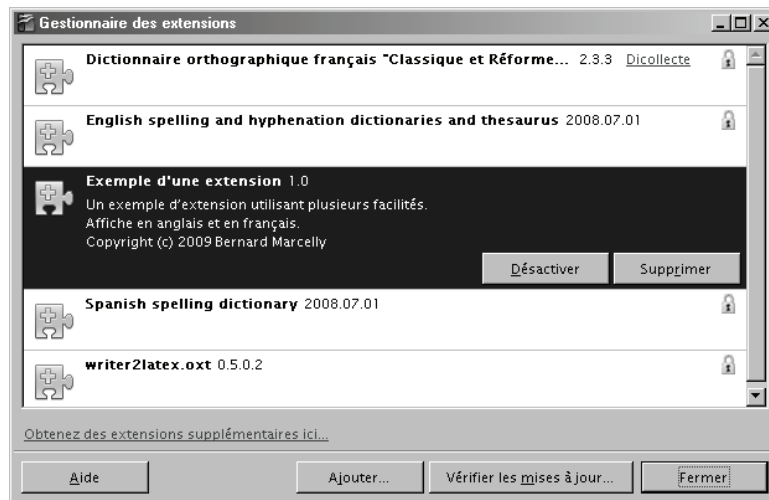 Gestionnaire des extensions
Dictionnaire orthographique français "Classique et Réforme... 2.3.3 Dicollecte
English spelling and hyphenation dictionaries and thesaurus 2008.07.01
Exemple d'une extension 1.0
Un exemple d'extension utilisant plusieurs facilités.
Affiche en anglais et en français.
Copyright (c) 2009 Bernard Marcelly
Désactiver Supprimer
Spanish spelling dictionary 2008.07.01
writer2latex.oxt 0.5.0.2
Obtenez des extensions supplémentaires ici...
Aide Ajouter... Vérifier les mises à jour... Fermer